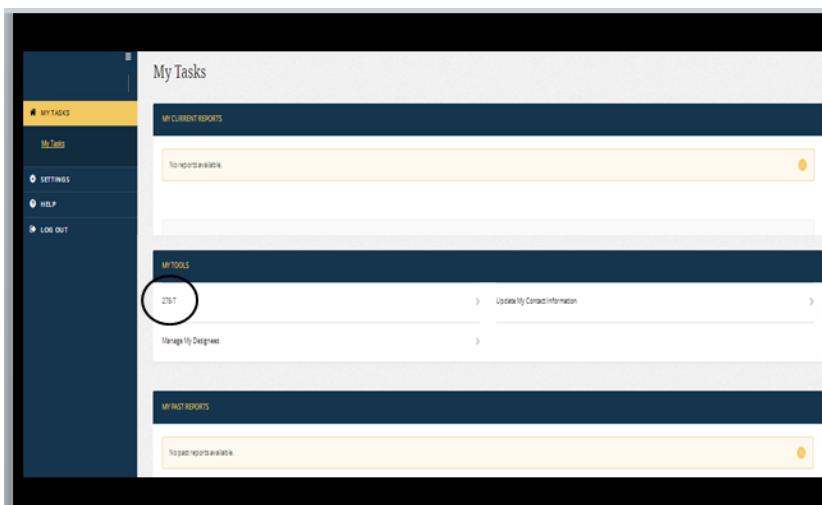 My Tasks
MY TASKS
My Tasks
SETTINGS
HELP
LOG OUT
MY CURRENT REPORTS
No reports available.
MY TOOLS
278-T
Update My Contact Information
Manage My Designees
MY PAST REPORTS
No past reports available.